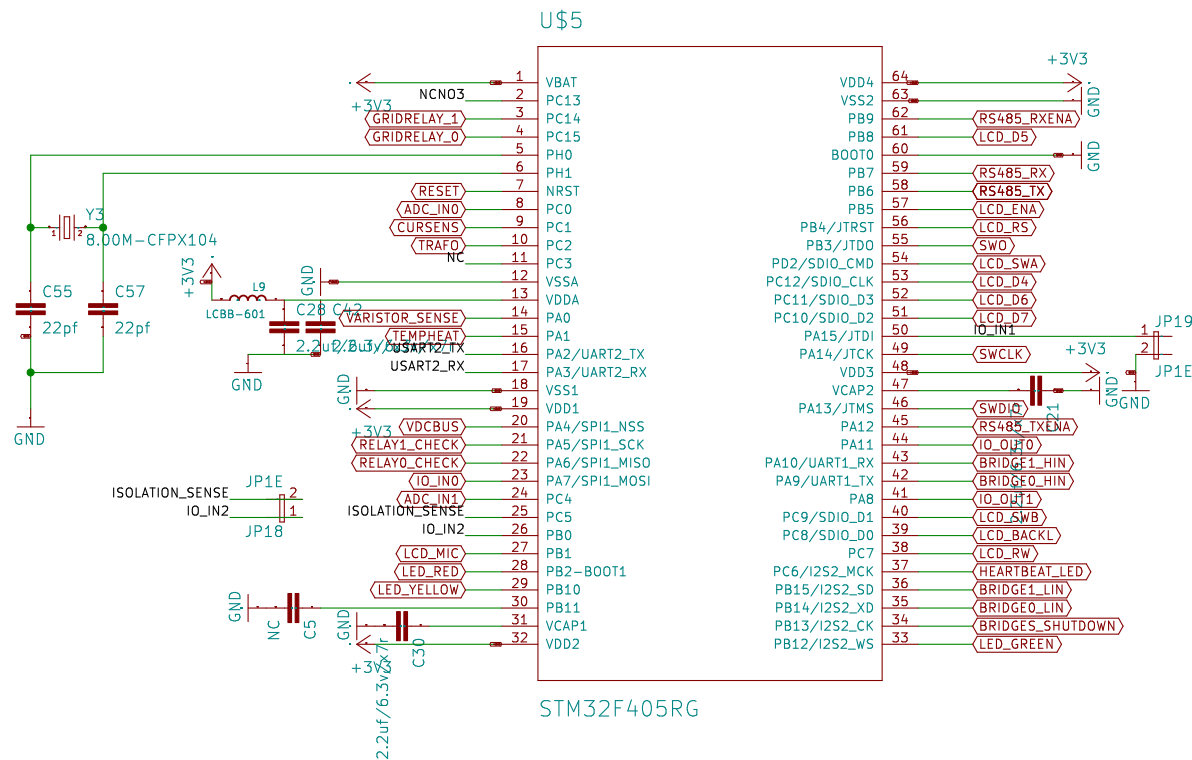 U$5
+3V3
1 VBAT
NCNO3 2 PC13
GRIDRELAY_1 3 PC14
GRIDRELAY_0 4 PC15
5 PH0
6 PH1
RESET 7 NRST
ADC_IN0 8 PC0
CURSENS 9 PC1
TRAFO 10 PC2
NC 11 PC3
GND 12 VSSA
13 VDDA
VARISTOR_SENSE 14 PA0
TEMPHEAT 15 PA1
USART2_TX 16 PA2/UART2_TX
USART2_RX 17 PA3/UART2_RX
GND 18 VSS1
+3V3 19 VDD1
VDCBUS 20 PA4/SPI1_NSS
RELAY1_CHECK 21 PA5/SPI1_SCK
RELAY0_CHECK 22 PA6/SPI1_MISO
IO_IN0 23 PA7/SPI1_MOSI
ADC_IN1 24 PC4
ISOLATION_SENSE 25 PC5
IO_IN2 26 PB0
LCD_MIC 27 PB1
LED_RED 28 PB2-BOOT1
LED_YELLOW 29 PB10
30 PB11
GND 31 VCAP1
+3V3 32 VDD2
Y3
1 2
8.00M-CFPX104
C55
22pf
C57
22pf
GND
+3V3
L9
LCBB-601
C28
C42
GND
JP1E
ISOLATION_SENSE 2
IO_IN2 1
JP18
GND
NC
C5
C30
2.2uf/6.3v/x7r
VDD4 64 +3V3
VSS2 63 GND
PB9 62 RS485_RXENA
PB8 61 LCD_D5
BOOT0 60 GND
PB7 59 RS485_RX
PB6 58 RS485_TX
PB5 57 LCD_ENA
PB4/JTRST 56 LCD_RS
PB3/JTDO 55 SWO
PD2/SDIO_CMD 54 LCD_SWA
PC12/SDIO_CLK 53 LCD_D4
PC11/SDIO_D3 52 LCD_D6
PC10/SDIO_D2 51 LCD_D7
PA15/JTDI 50 IO_IN1
PA14/JTCK 49 SWCLK
VDD3 48 +3V3
VCAP2 47 GND
PA13/JTMS 46 SWDIO
PA12 45 RS485_TXENA
PA11 44 IO_OUT0
PA10/UART1_RX 43 BRIDGE1_HIN
PA9/UART1_TX 42 BRIDGE0_HIN
PA8 41 IO_OUT1
PC9/SDIO_D1 40 LCD_SWB
PC8/SDIO_D0 39 LCD_BACKL
PC7 38 LCD_RW
PC6/I2S2_MCK 37 HEARTBEAT_LED
PB15/I2S2_SD 36 BRIDGE1_LIN
PB14/I2S2_XD 35 BRIDGE0_LIN
PB13/I2S2_CK 34 BRIDGES_SHUTDOWN
PB12/I2S2_WS 33 LED_GREEN
JP19
1
2
JP1E
GND
STM32F405RG